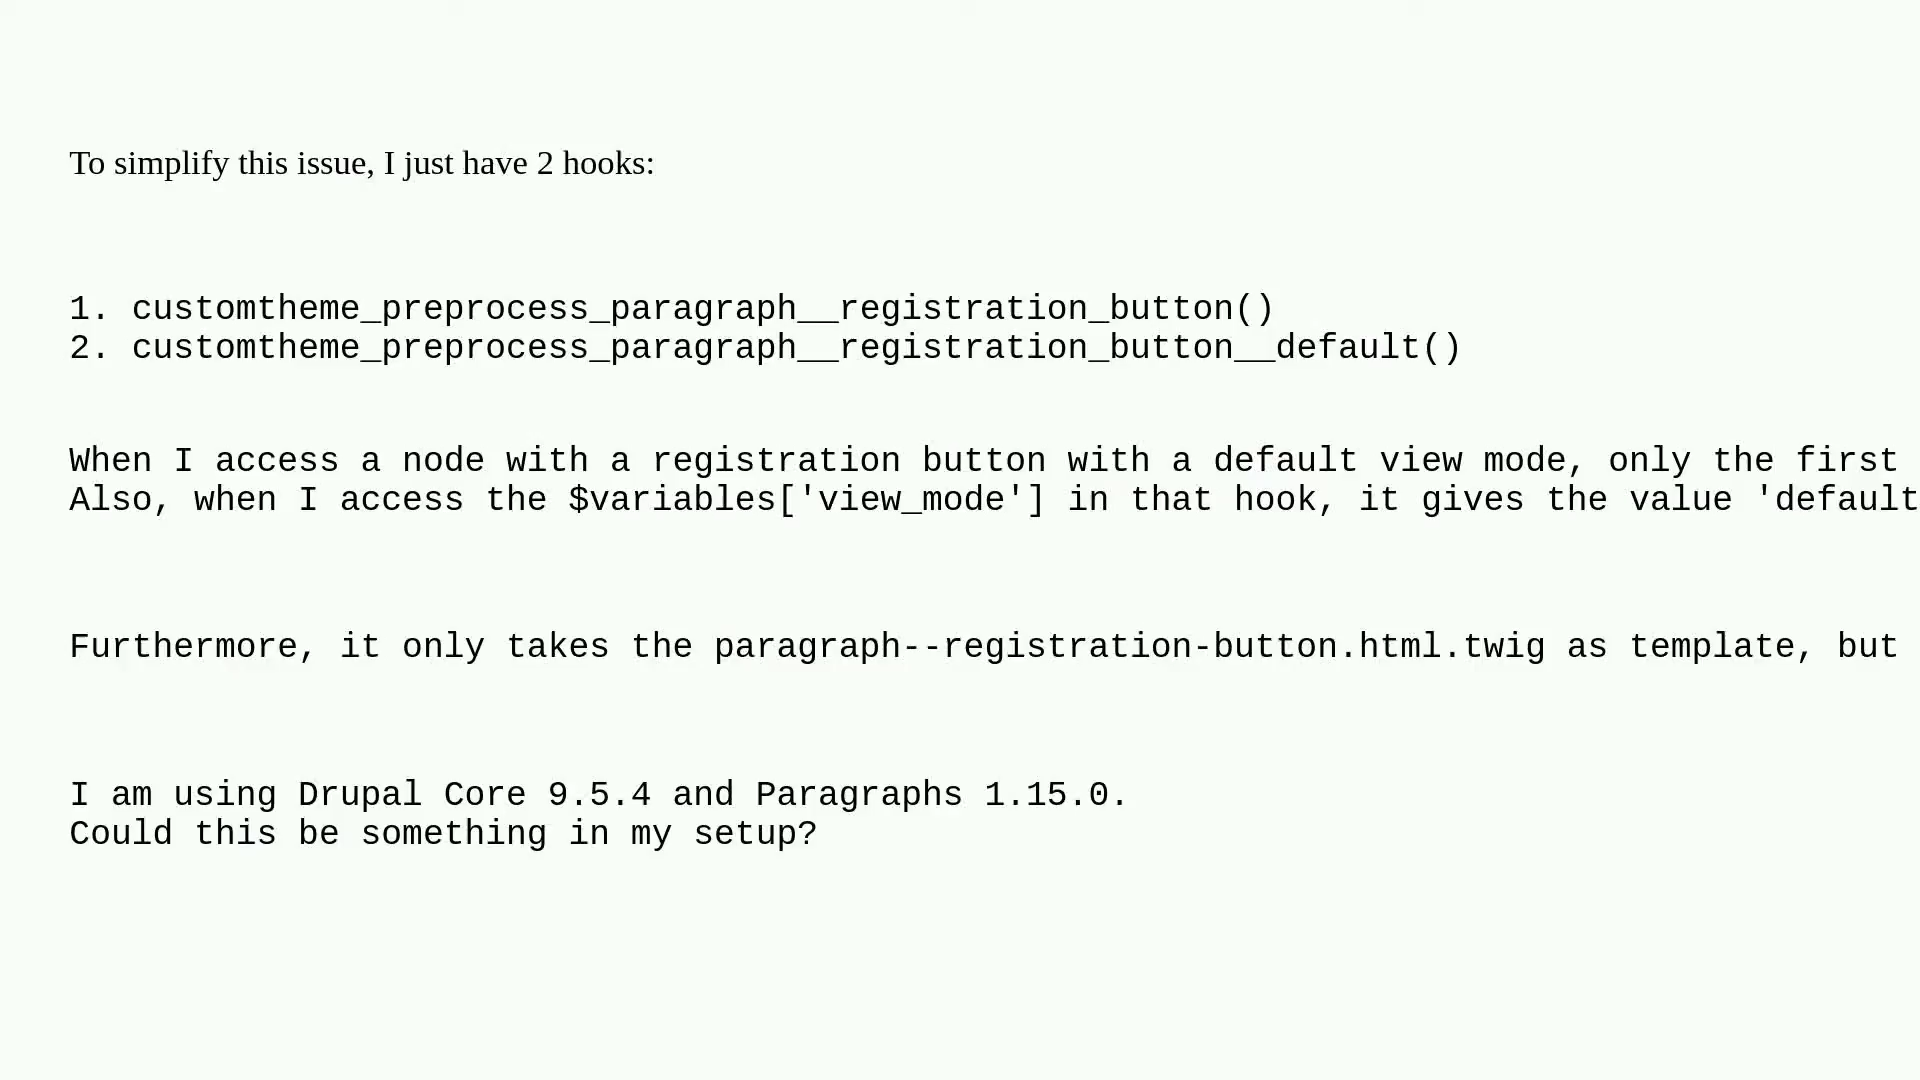 To simplify this issue, I just have 2 hooks:
1. customtheme_preprocess_paragraph__registration_button()
2. customtheme_preprocess_paragraph__registration_button__default()
When I access a node with a registration button with a default view mode, only the first
Also, when I access the $variables['view_mode'] in that hook, it gives the value 'default
Furthermore, it only takes the paragraph--registration-button.html.twig as template, but
I am using Drupal Core 9.5.4 and Paragraphs 1.15.0.
Could this be something in my setup?